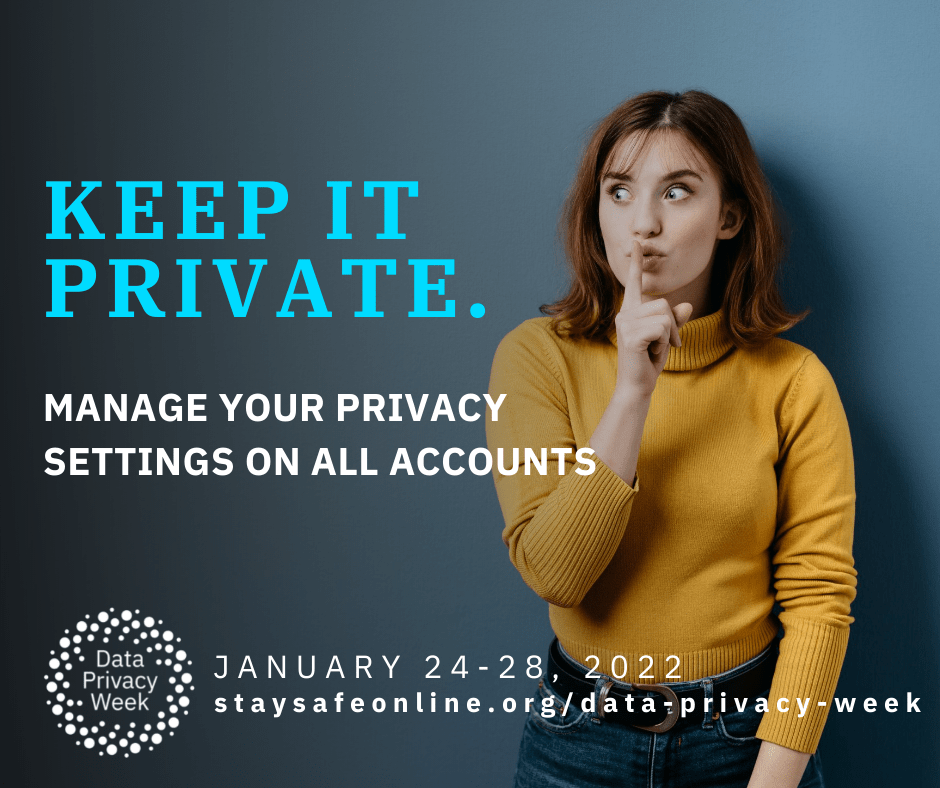 KEEP IT
PRIVATE.
MANAGE YOUR PRIVACY
SETTINGS ON ALL ACCOUNTS
Data
Privacy
Week
JANUARY 24-28, 2022
staysafeonline.org/data-privacy-week